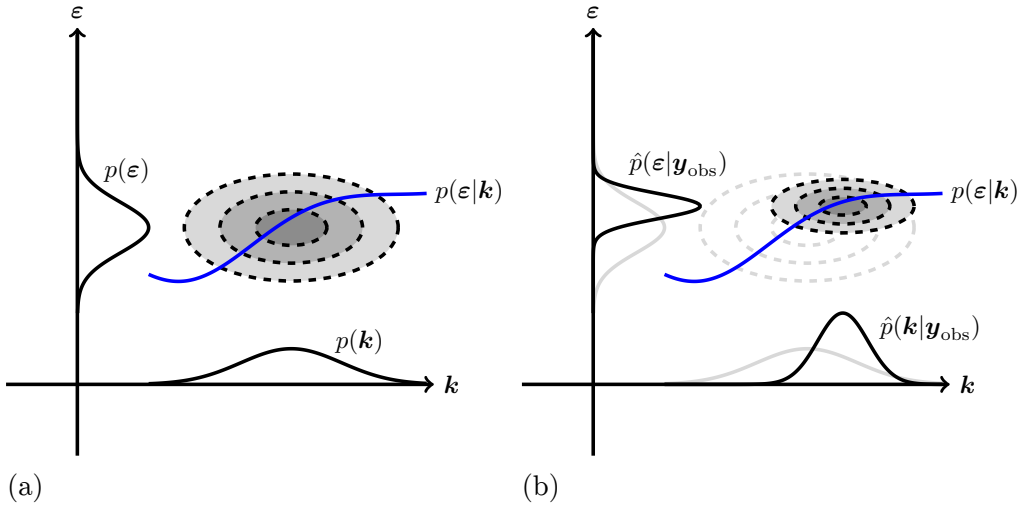 ε
p(ε)
p(ε|k)
p(k)
k
(a)
ε
p̂(ε|y_obs)
p(ε|k)
p̂(k|y_obs)
k
(b)